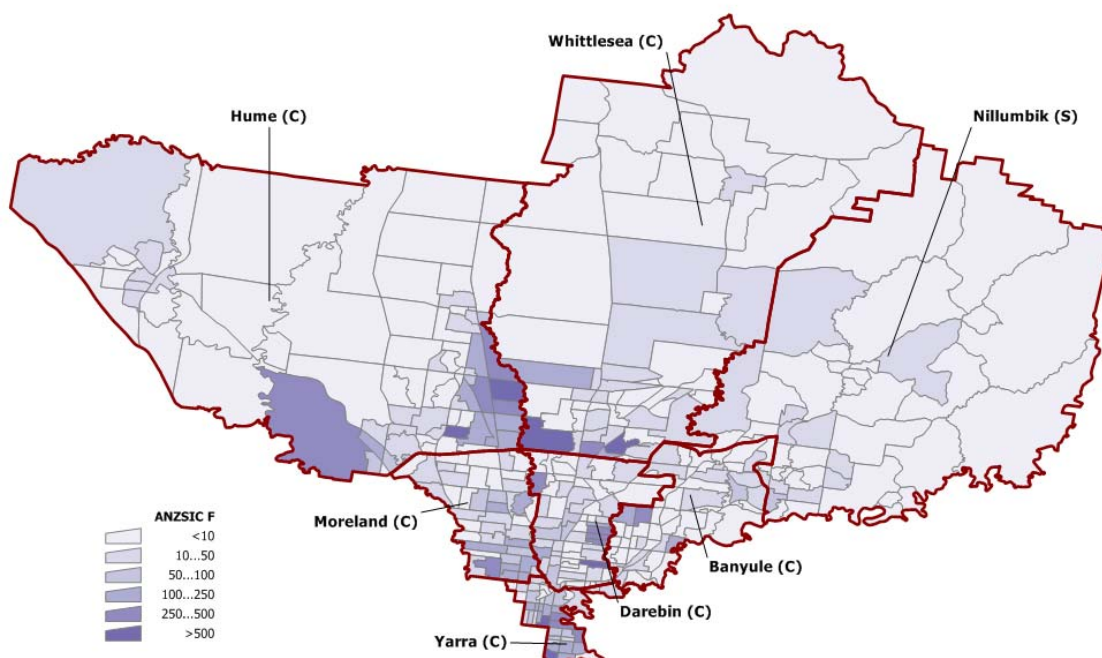 Whittlesea (C)
Hume (C)
Nillumbik (S)
ANZSIC F
<10
10...50
50...100
100...250
250...500
>500
Moreland (C)
Banyule (C)
Darebin (C)
Yarra (C)